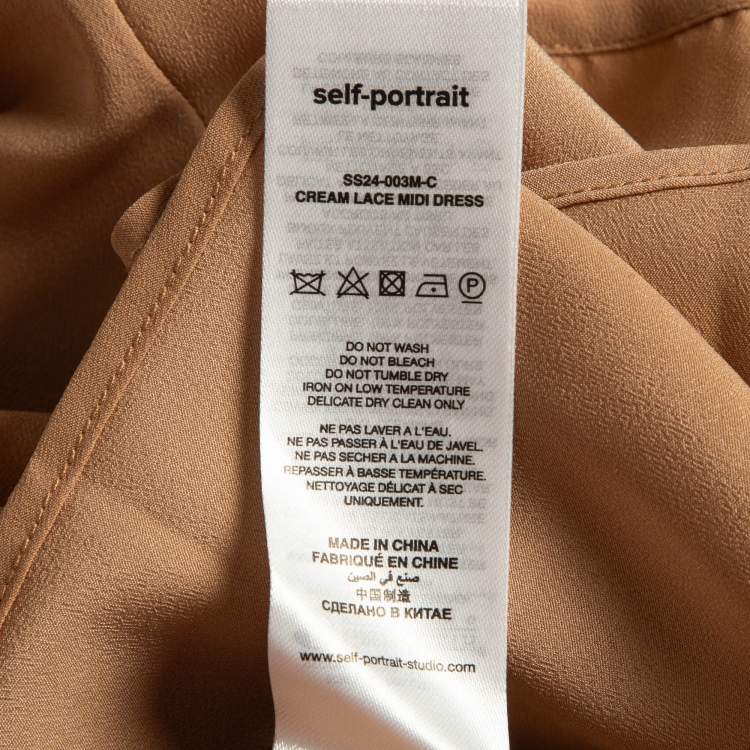 self-portrait
SS24-003M-C
CREAM LACE MIDI DRESS
P
DO NOT WASH
DO NOT BLEACH
DO NOT TUMBLE DRY
IRON ON LOW TEMPERATURE
DELICATE DRY CLEAN ONLY
NE PAS LAVER A L'EAU.
NE PAS PASSER À L'EAU DE JAVEL.
NE PAS SECHER A LA MACHINE.
REPASSER À BASSE TEMPÉRATURE.
NETTOYAGE DÉLICAT À SEC
UNIQUEMENT.
MADE IN CHINA
FABRIQUÉ EN CHINE
صنع في الصين
中国制造
СДЕЛАНО В КИТАЕ
www.self-portrait-studio.com